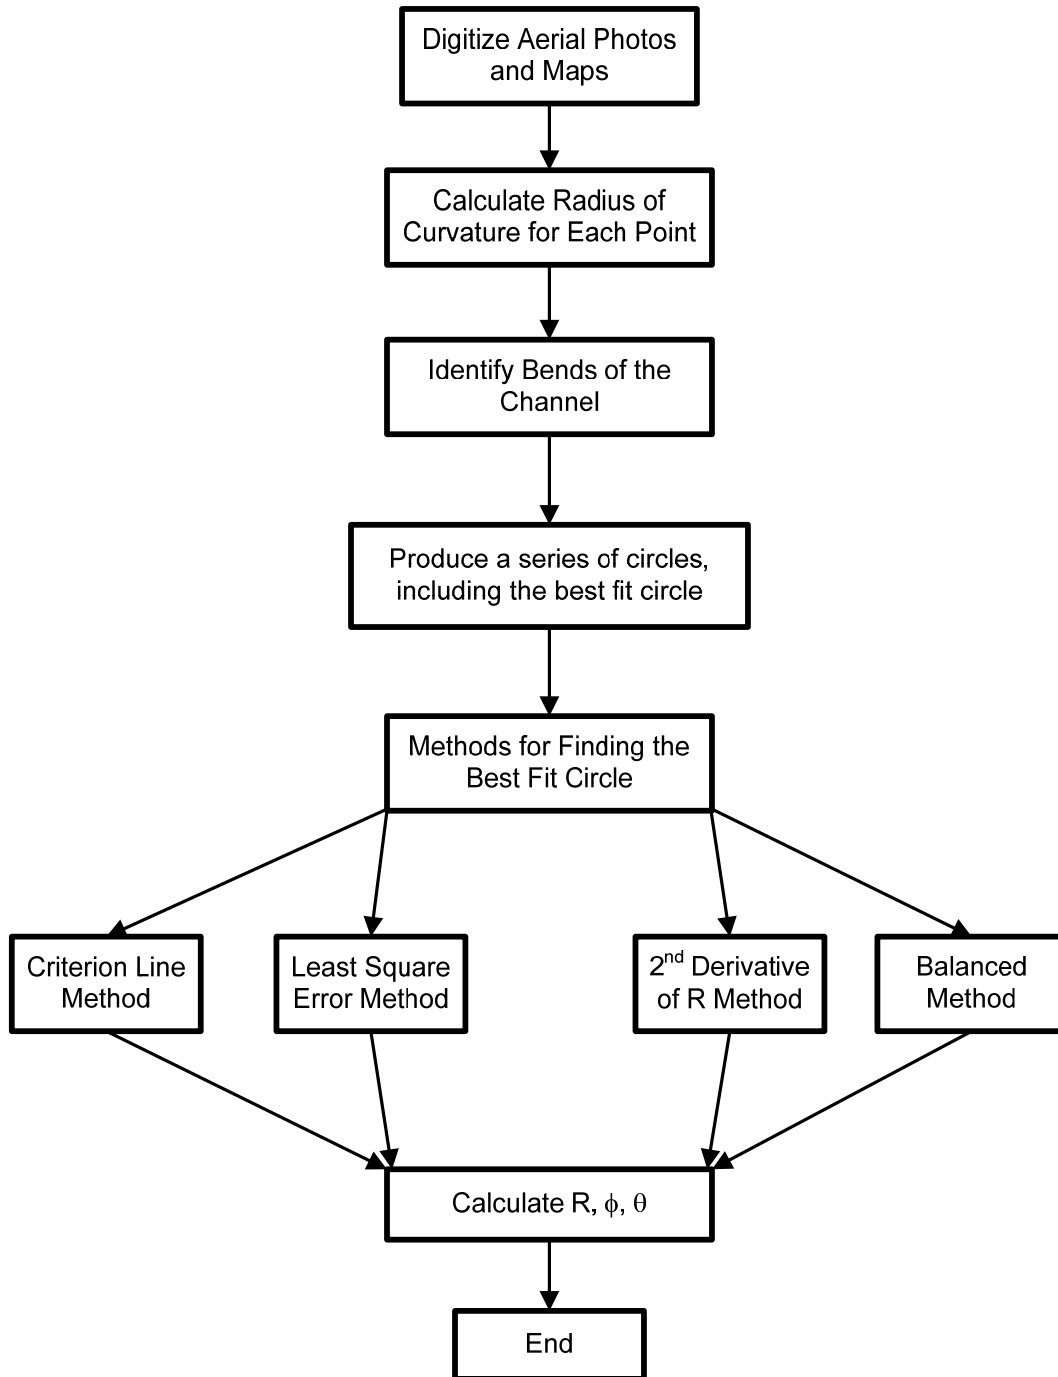 Digitize Aerial Photos
and Maps
Calculate Radius of
Curvature for Each Point
Identify Bends of the
Channel
Produce a series of circles,
including the best fit circle
Methods for Finding the
Best Fit Circle
Criterion Line
Method
Least Square
Error Method
2nd Derivative
of R Method
Balanced
Method
Calculate R, ϕ, θ
End